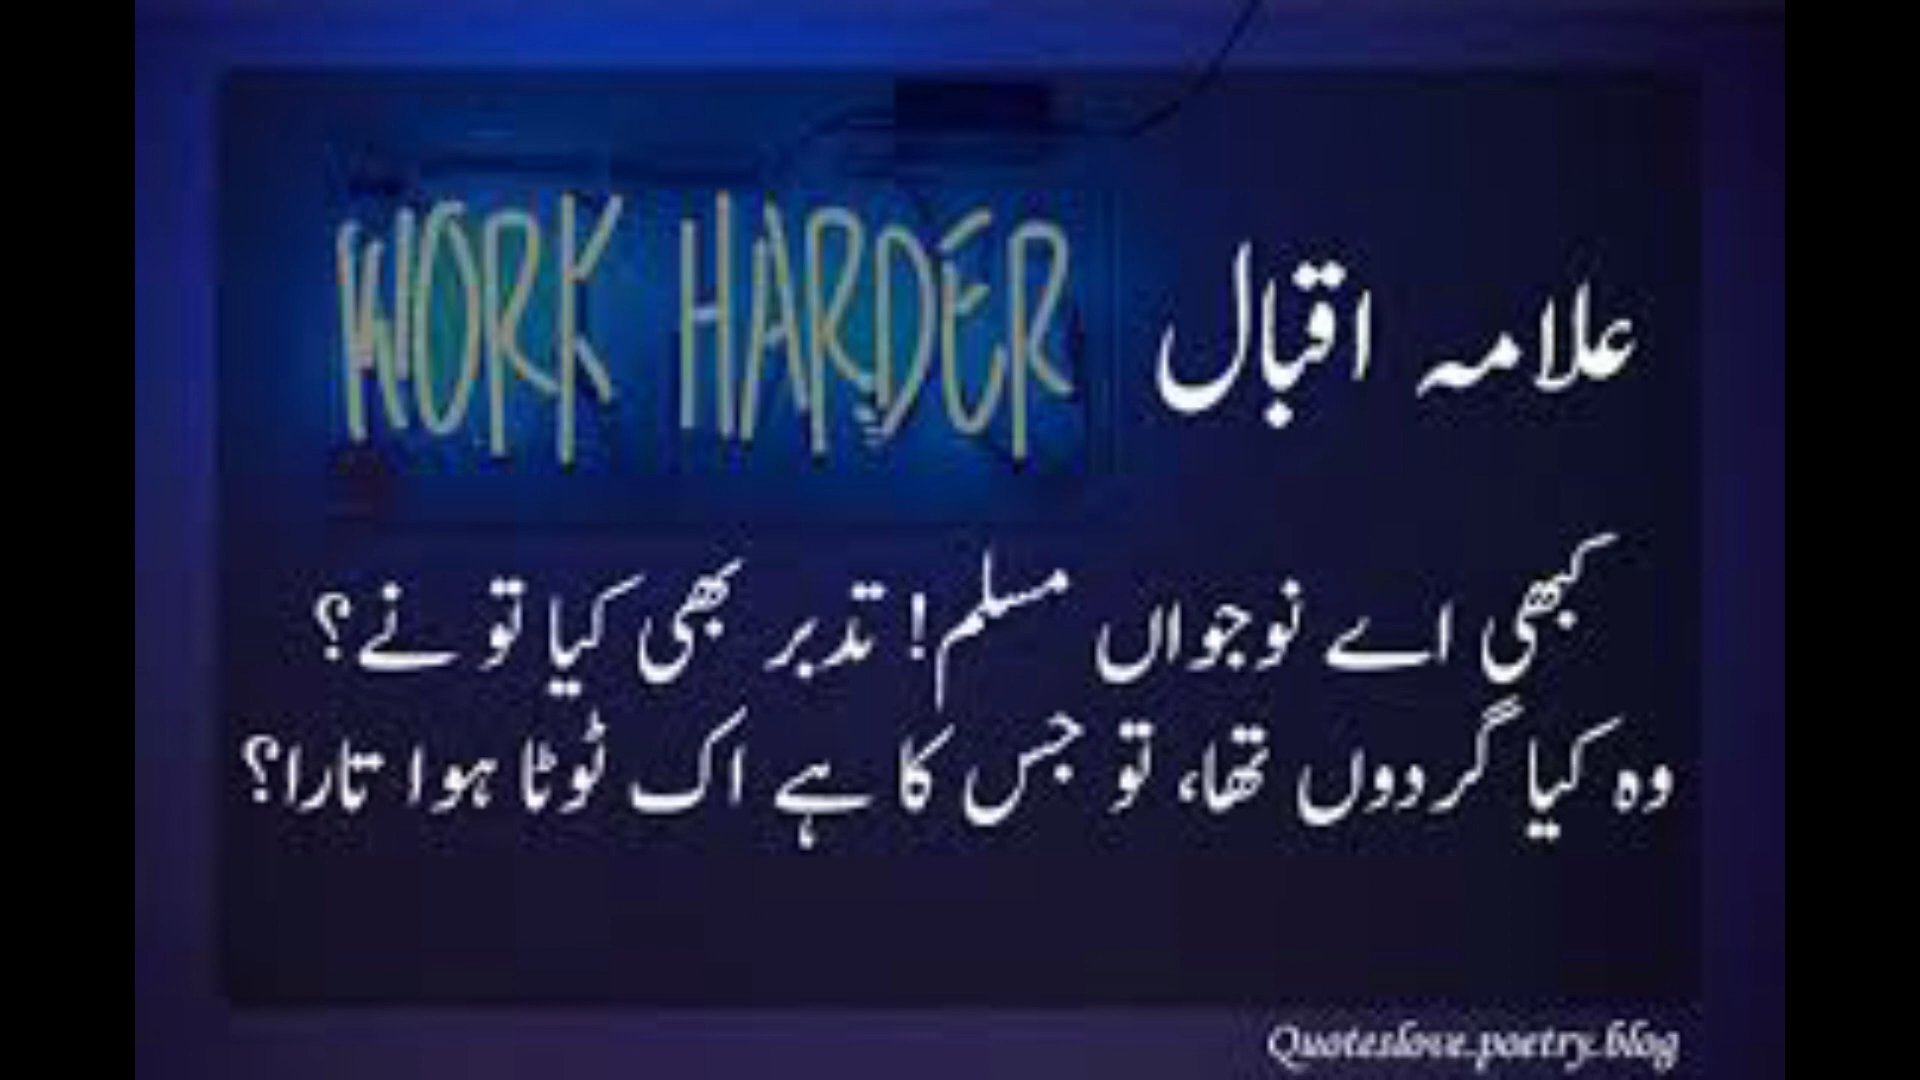 WORK HARDER
علامہ اقبال
کبھی اے نوجواں مسلم! تدبر بھی کیا تو نے؟
وہ کیا گردوں تھا، تو جس کا ہے اک ٹوٹا ہوا تارا؟
Quoteslove.poetry.blog